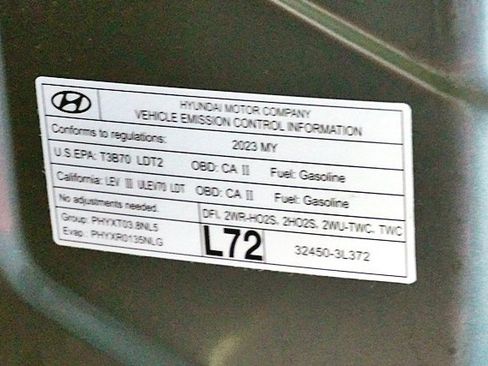 HYUNDAI MOTOR COMPANY
VEHICLE EMISSION CONTROL INFORMATION
Conforms to regulations: 2023 MY
U.S.EPA: T3B70 LDT2 OBD: CA II Fuel: Gasoline
California: LEV III ULEV70 LDT OBD: CA II Fuel: Gasoline
No adjustments needed. DFI, 2WR-HO2S, 2HO2S, 2WU-TWC, TWC
Group: PHYXT03.8NL5
Evap.: PHYXR0135NLG
L72 32450-3L372